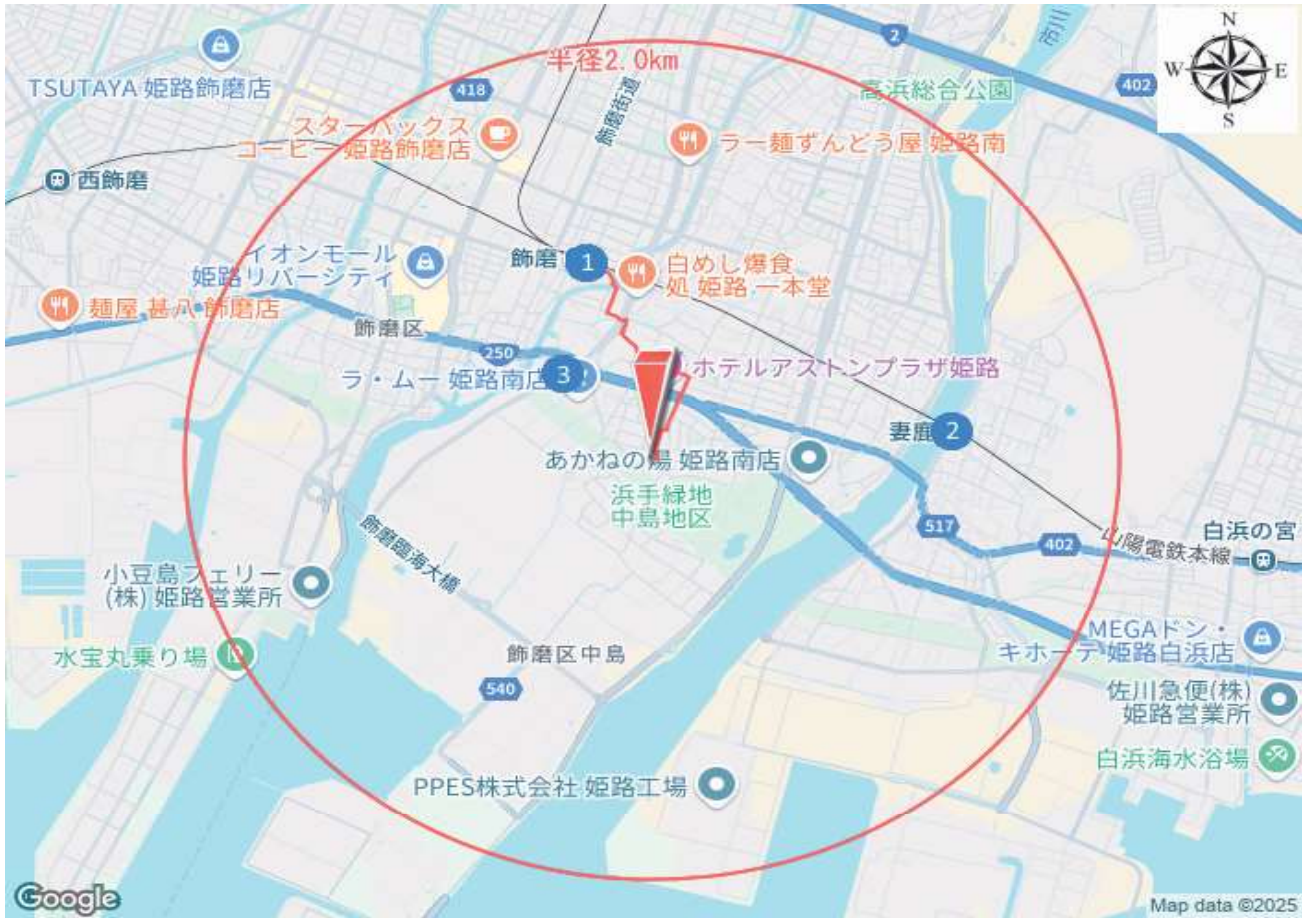 N
W
E
S
半径2.0km
2
市川
402
高浜総合公園
TSUTAYA 姫路飾磨店
418
飾磨街道
スターバックス
コーヒー 姫路飾磨店
ラー麺ずんどう屋 姫路南
西飾磨
イオンモール
姫路リバーシティ
飾磨
1
白めし爆食
処 姫路 一本堂
麺屋 甚八 飾磨店
飾磨区
250
ラ・ムー 姫路南店
3
ホテルアストンプラザ姫路
妻鹿
2
あかねの湯 姫路南店
浜手緑地
中島地区
517
402
山陽電鉄本線
白浜の宮
飾磨臨海大橋
小豆島フェリー
(株) 姫路営業所
水宝丸乗り場
飾磨区中島
540
MEGAドン・
キホーテ 姫路白浜店
佐川急便(株)
姫路営業所
白浜海水浴場
PPES株式会社 姫路工場
Google
Map data ©2025